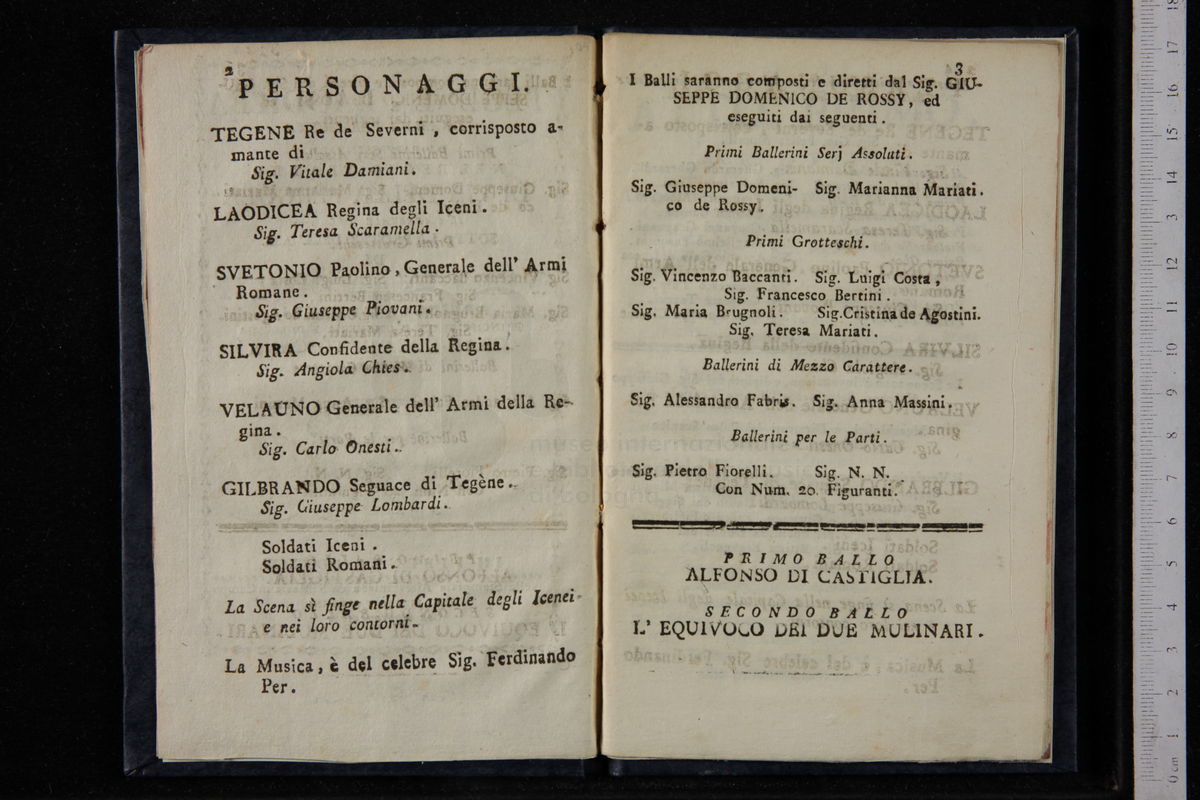 2
PERSONAGGI.
TEGENE Re de Severni , corrisposto a-
mante di
Sig. Vitale Damiani.
LAODICEA Regina degli Iceni .
Sig. Teresa Scaramella .
SVETONIO Paolino , Generale dell' Armi
Romane .
Sig. Giuseppe Piovani .
SILVIRA Confidente della Regina .
Sig. Angiola Chies .
VELAUNO Generale dell' Armi della Re-
gina .
Sig. Carlo Onesti .
GILBRANDO Seguace di Tegène .
Sig. Giuseppe Lombardi .
Soldati Iceni .
Soldati Romani .
La Scena sì finge nella Capitale degli Icenei
e nei loro contorni .
La Musica , è del celebre Sig. Ferdinando
Per .
3
I Balli saranno composti e diretti dal Sig. GIU-
SEPPE DOMENICO DE ROSSY, ed
eseguiti dai seguenti .
Primi Ballerini Serj Assoluti .
Sig. Giuseppe Domeni- Sig. Marianna Mariati .
co de Rossy .
Primi Grotteschi .
Sig. Vincenzo Baccanti . Sig. Luigi Costa ,
Sig. Francesco Bertini .
Sig. Maria Brugnoli . Sig. Cristina de Agostini.
Sig. Teresa Mariati .
Ballerini di Mezzo Carattere .
Sig. Alessandro Fabris . Sig. Anna Massini .
Ballerini per le Parti .
Sig. Pietro Fiorelli . Sig. N. N.
Con Num. 20. Figuranti .
PRIMO BALLO
ALFONSO DI CASTIGLIA .
SECONDO BALLO
L' EQUIVOCO DEI DUE MULINARI .